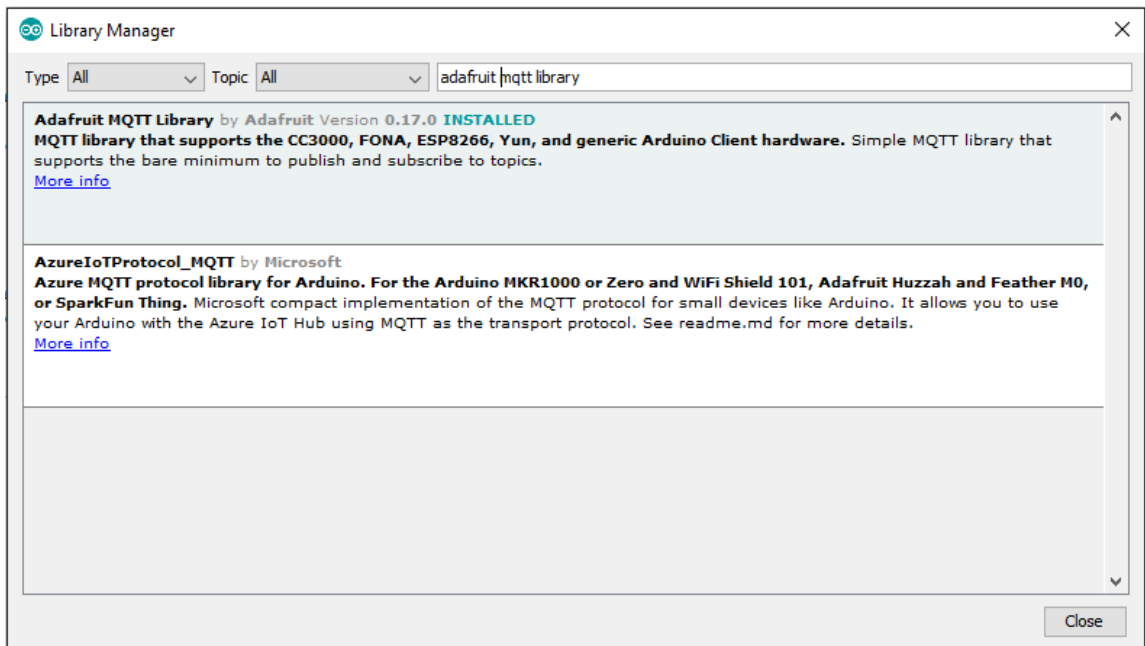 Library Manager
Type All Topic All adafruit mqtt library
Adafruit MQTT Library by Adafruit Version 0.17.0 INSTALLED
MQTT library that supports the CC3000, FONA, ESP8266, Yun, and generic Arduino Client hardware. Simple MQTT library that
supports the bare minimum to publish and subscribe to topics.
More info
AzureIoTProtocol_MQTT by Microsoft
Azure MQTT protocol library for Arduino. For the Arduino MKR1000 or Zero and WiFi Shield 101, Adafruit Huzzah and Feather M0,
or SparkFun Thing. Microsoft compact implementation of the MQTT protocol for small devices like Arduino. It allows you to use
your Arduino with the Azure IoT Hub using MQTT as the transport protocol. See readme.md for more details.
More info
Close